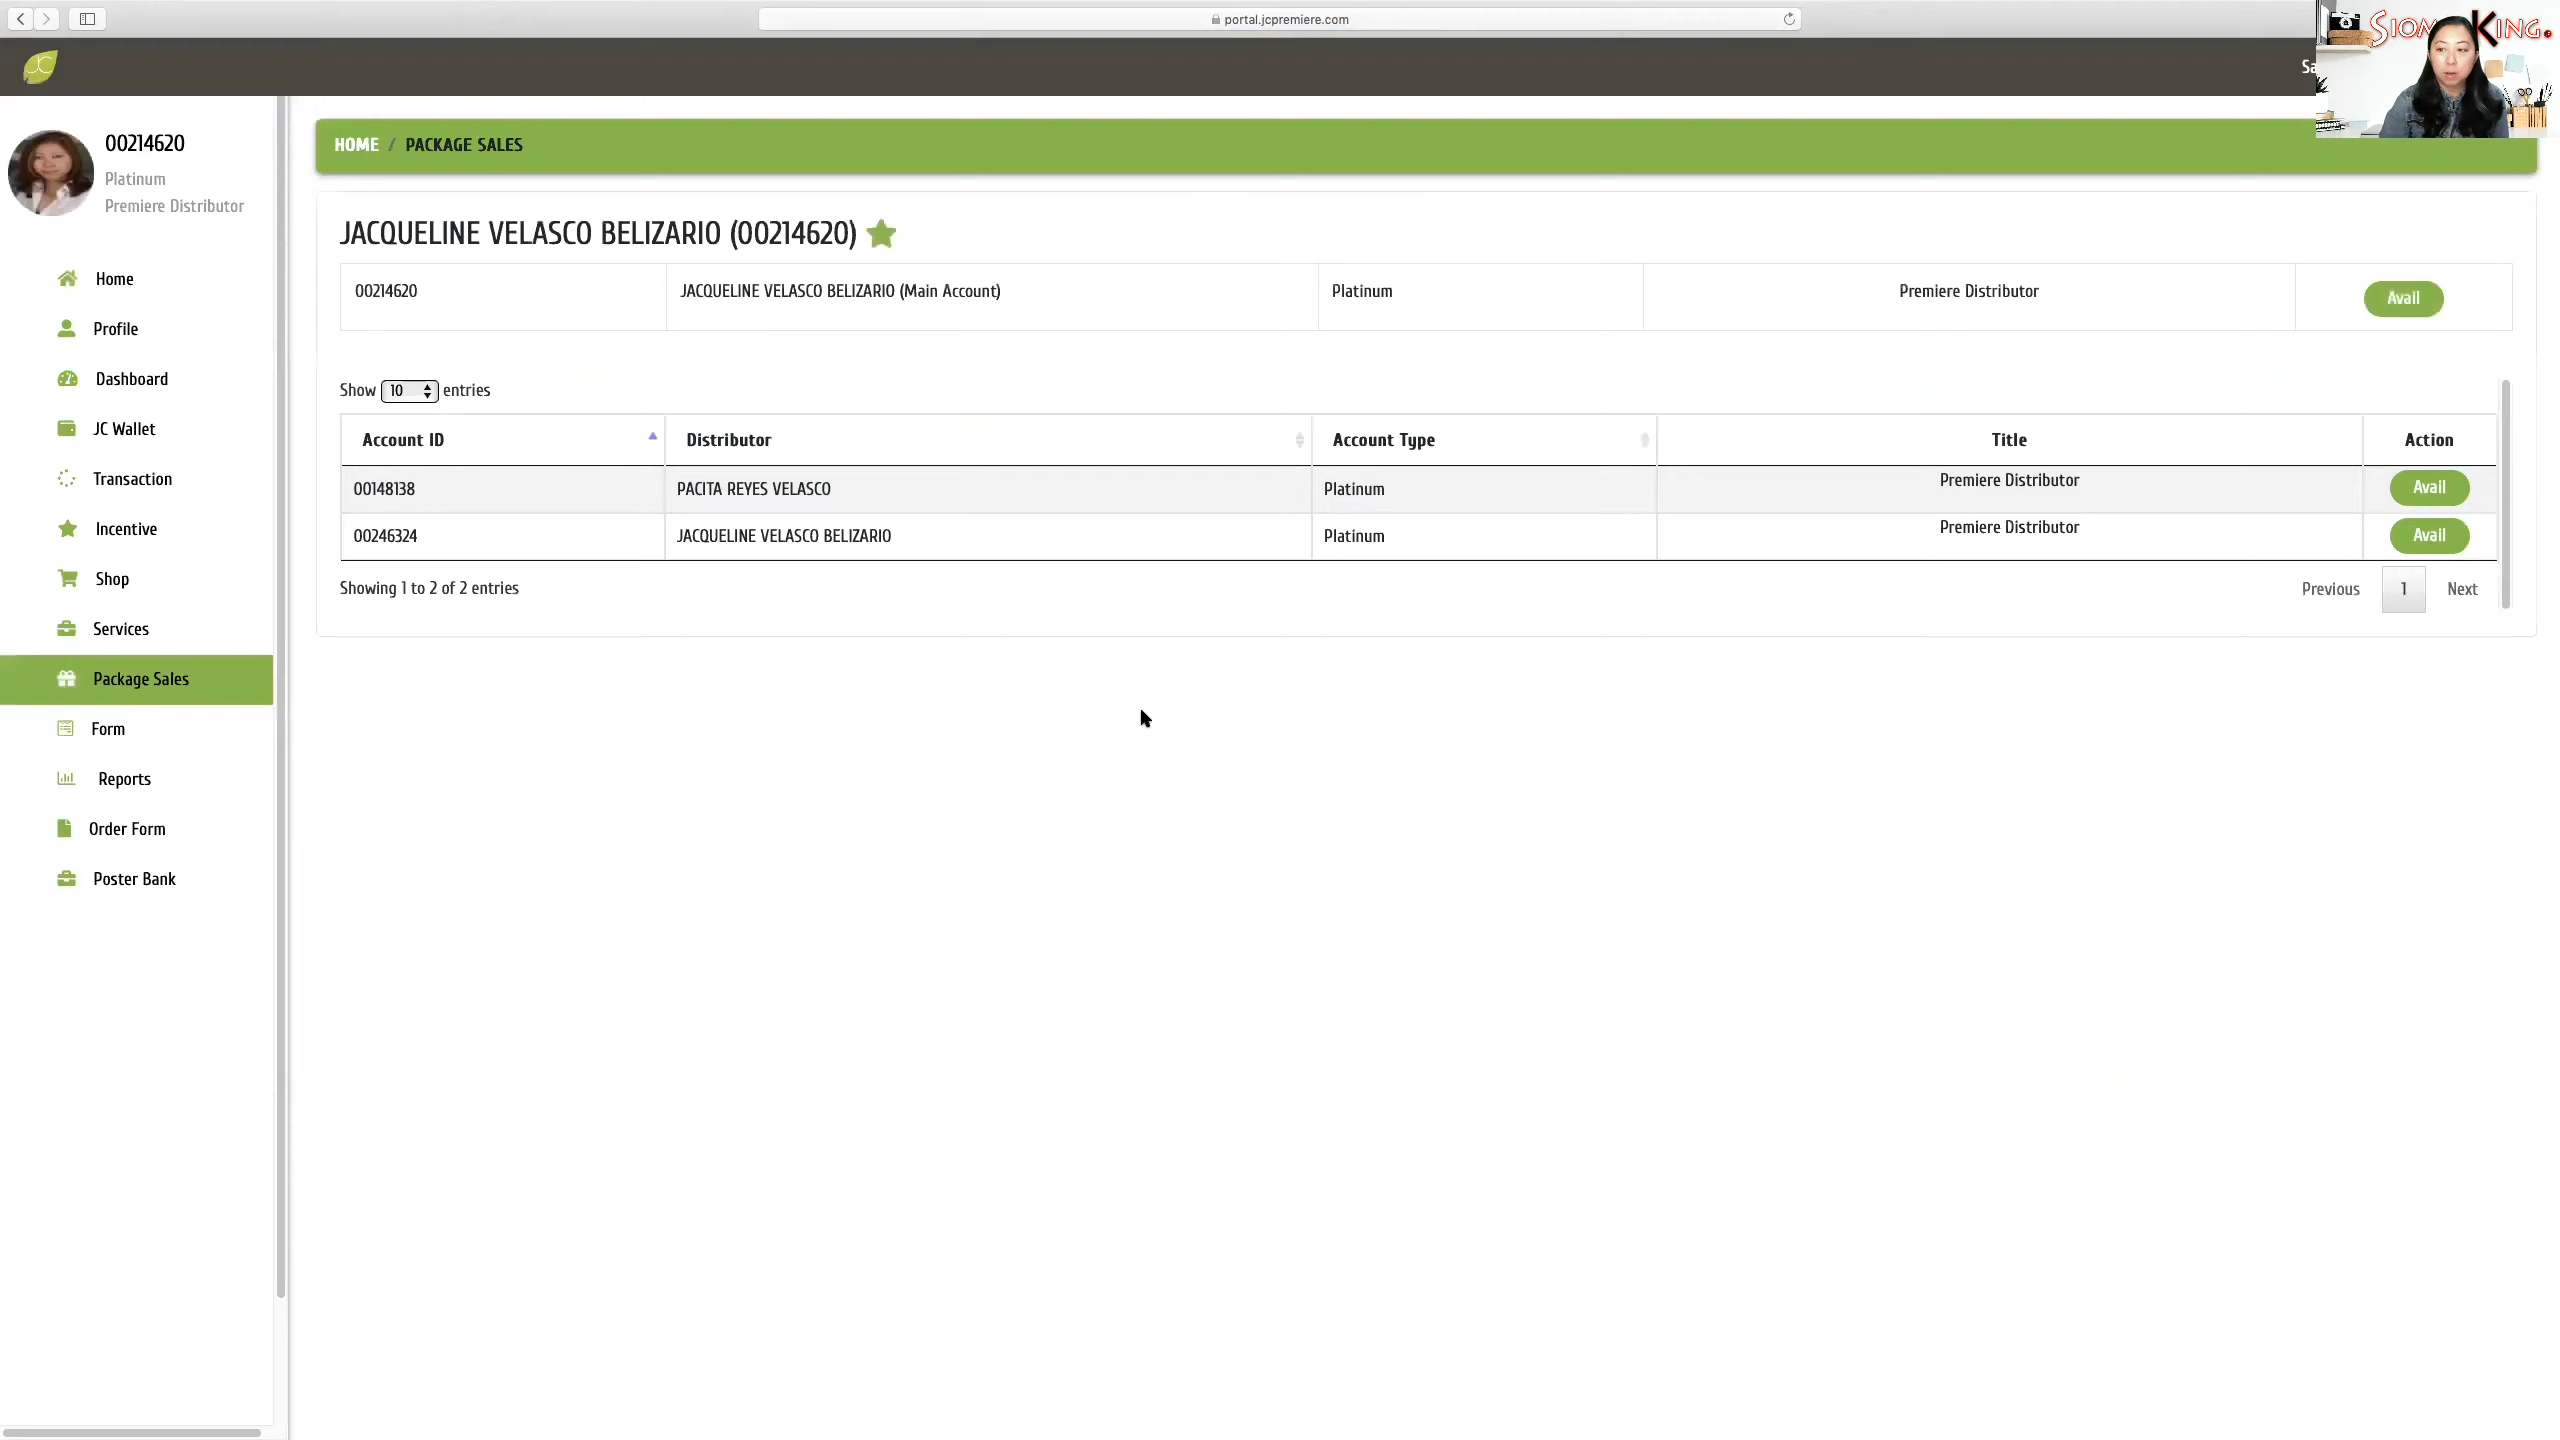 portal.jcpremiere.com
SIOM KING.
JC
Sa
00214620
Platinum
Premiere Distributor
Home
Profile
Dashboard
JC Wallet
Transaction
Incentive
Shop
Services
Package Sales
Form
Reports
Order Form
Poster Bank
HOME / PACKAGE SALES
JACQUELINE VELASCO BELIZARIO (00214620)
00214620 JACQUELINE VELASCO BELIZARIO (Main Account) Platinum Premiere Distributor Avail
Show 10 entries
Account ID Distributor Account Type Title Action
00148138 PACITA REYES VELASCO Platinum Premiere Distributor Avail
00246324 JACQUELINE VELASCO BELIZARIO Platinum Premiere Distributor Avail
Showing 1 to 2 of 2 entries
Previous 1 Next